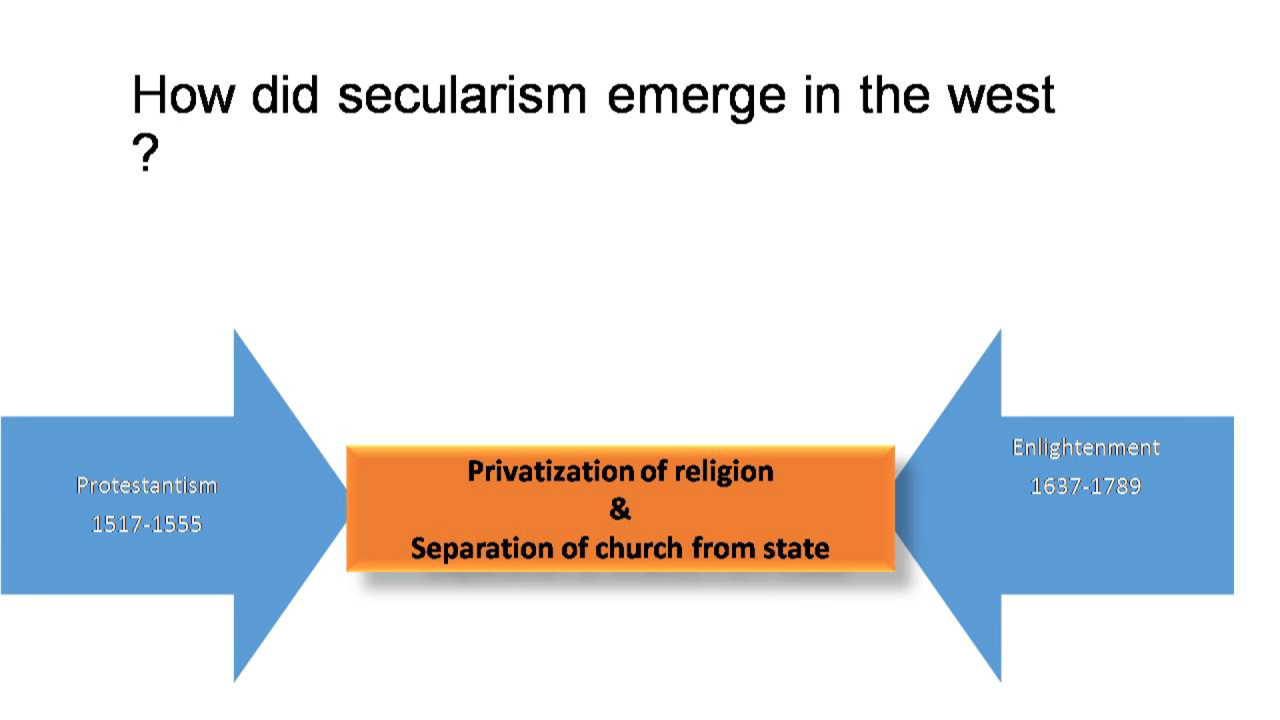 How did secularism emerge in the west
?
Protestantism
1517-1555
Privatization of religion
&
Separation of church from state
Enlightenment
1637-1789